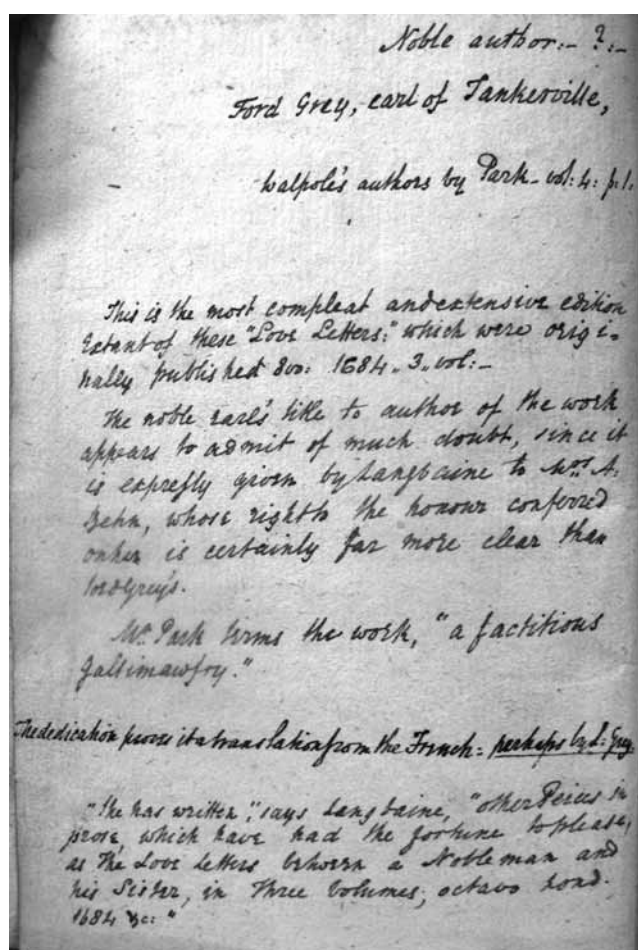 Noble author:- ?:-
Ford Grey, earl of Tankerville,
Walpole's authors by Park - vol: 4: p: 1.
This is the most compleat and extensive edition
Extant of these "Love Letters:" which were origi-
nally published 8vo: 1684. 3. vol:-
The noble earl's title to author of the work
appears to admit of much doubt, since it
is expressly given by Langbaine to Mrs. A.
Behn, whose right to the honour conferred
on her is certainly far more clear than
lord Grey's.
Mr. Park terms the work, "a factitious
Gallimawfry."
The dedication proves it a translation from the French = perhaps by L: Grey.
"She has written", says Langbaine, "other Peices in
prose, which have had the fortune to please;
as The Love Letters between a Nobleman and
his Sister, in Three Volumes, octavo Lond.
1684 &c: "